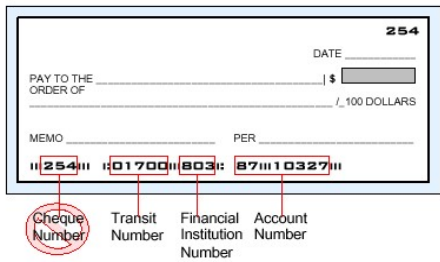 254
DATE
PAY TO THE
ORDER OF
$
/_ 100 DOLLARS
MEMO
PER
⑈254⑈ ⑆01700⑉803⑆ 87⑈10327⑈
Cheque Number
Transit Number
Financial Institution Number
Account Number